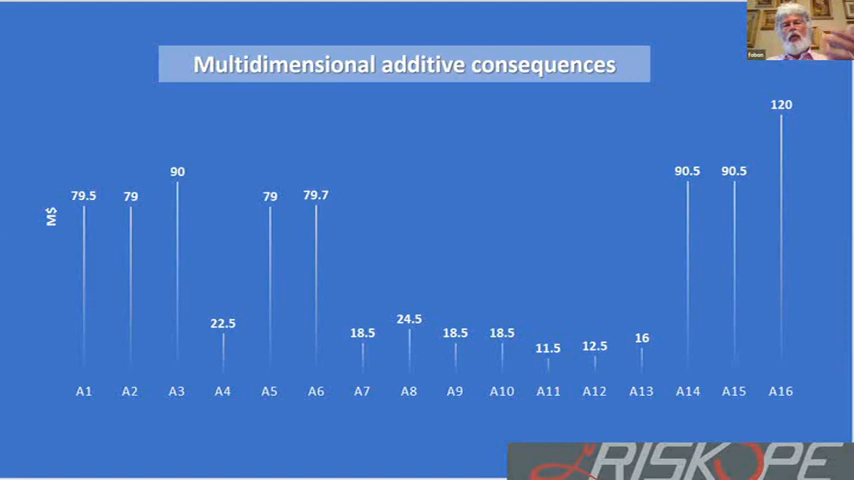 Multidimensional additive consequences
120
90 90.5 90.5
79.5 79 79 79.7
M$
22.5 18.5 24.5 18.5 18.5 11.5 12.5 16
A1 A2 A3 A4 A5 A6 A7 A8 A9 A10 A11 A12 A13 A14 A15 A16
RISKOPE